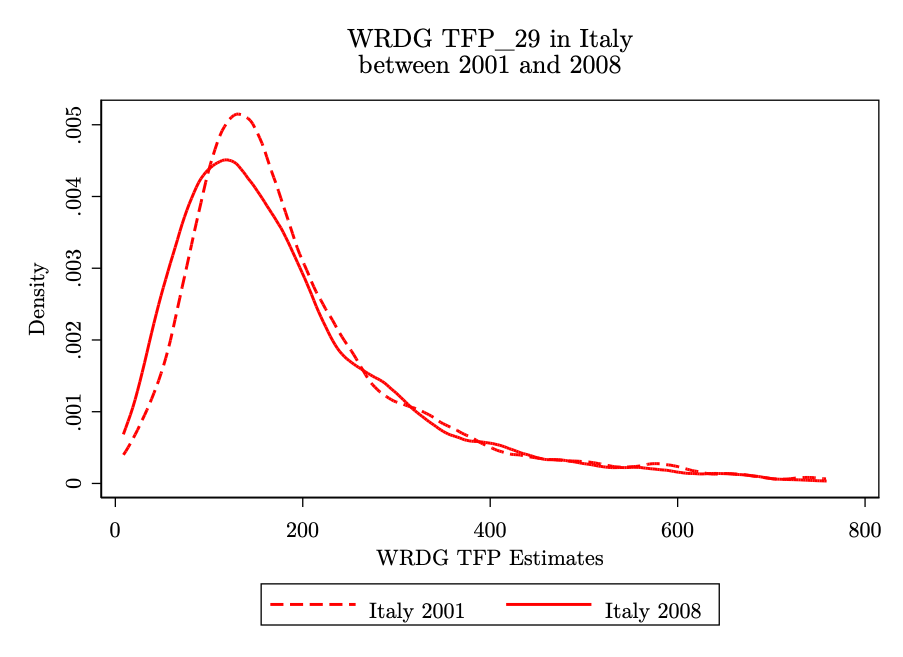 WRDG TFP_29 in Italy
between 2001 and 2008
.005
.004
.003
.002
.001
0
Density
0 200 400 600 800
WRDG TFP Estimates
Italy 2001 Italy 2008